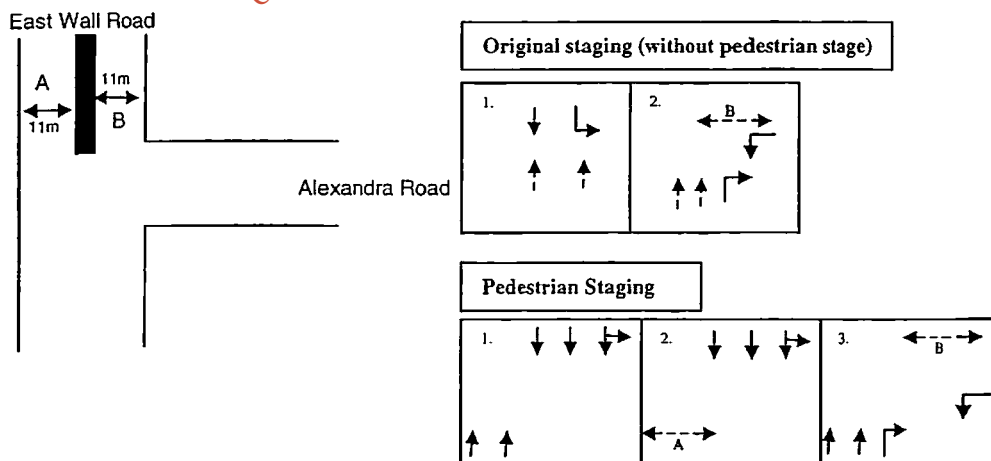 East Wall Road
A
11m
11m
B
Alexandra Road
Original staging (without pedestrian stage)
1.
2.
B
Pedestrian Staging
1.
2.
A
3.
B